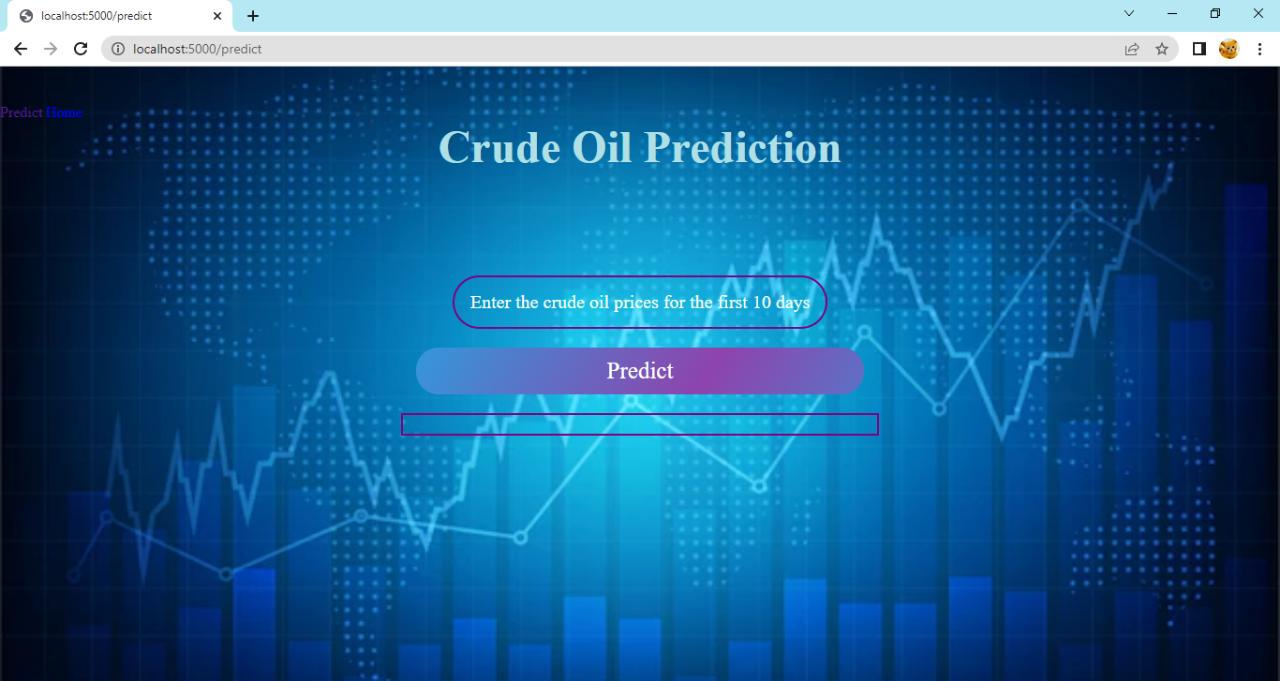 localhost:5000/predict
localhost:5000/predict
Predict Home
Crude Oil Prediction
Enter the crude oil prices for the first 10 days
Predict